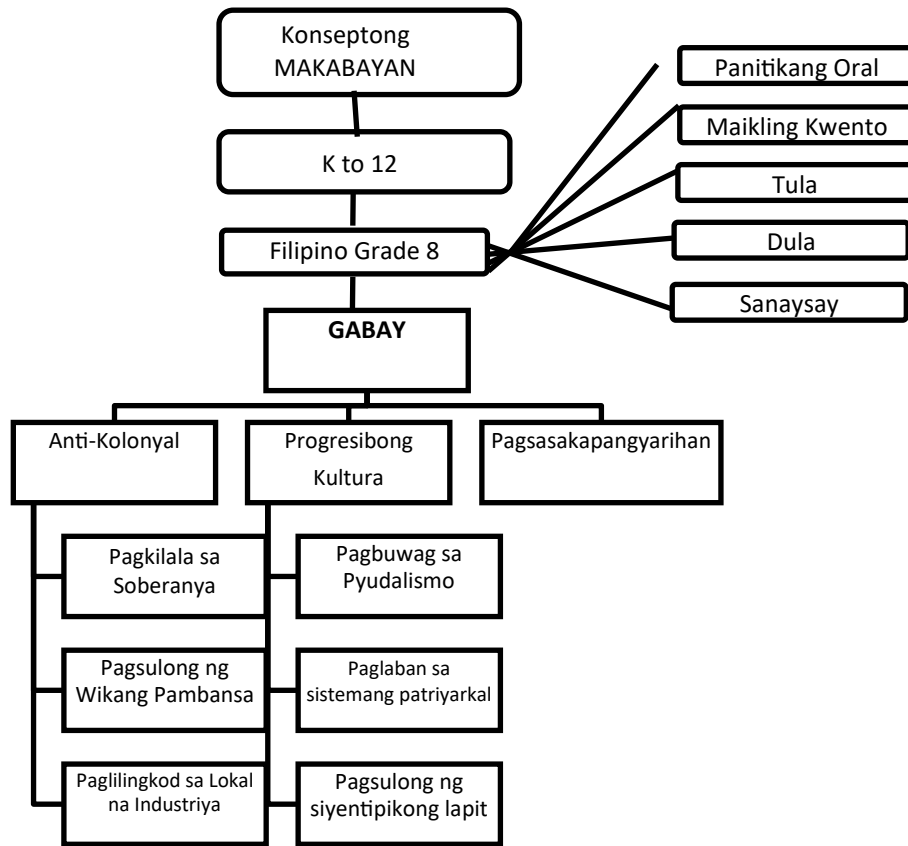 Konseptong
MAKABAYAN
K to 12
Filipino Grade 8
Panitikang Oral
Maikling Kwento
Tula
Dula
Sanaysay
GABAY
Anti-Kolonyal
Pagkilala sa
Soberanya
Pagsulong ng
Wikang Pambansa
Paglilingkod sa Lokal
na Industriya
Progresibong
Kultura
Pagbuwag sa
Pyudalismo
Paglaban sa
sistemang patriyarkal
Pagsulong ng
siyentipikong lapit
Pagsasakapangyarihan